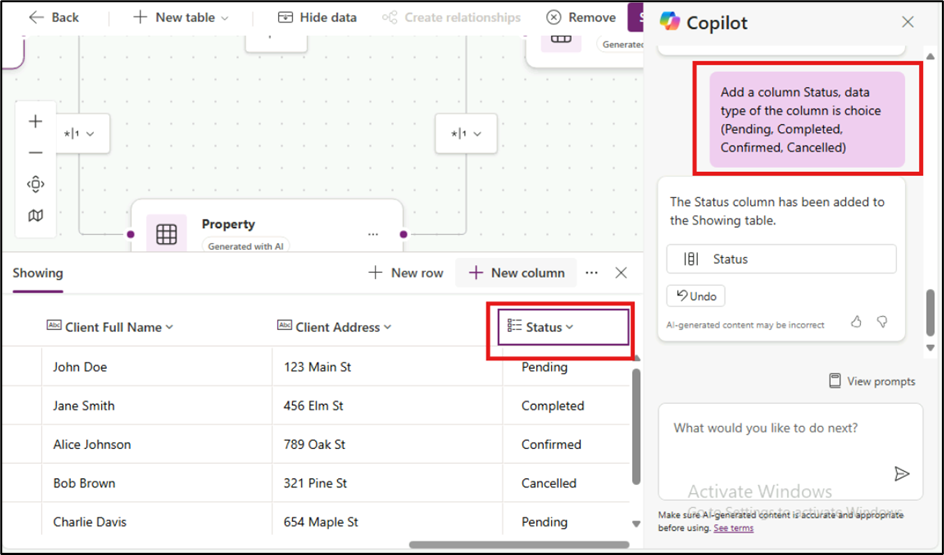 Back
New table
Hide data
Create relationships
Remove
S
Generated
*|1
*|1
Property
...
Generated with AI
Showing
New row
New column
...
Abc Client Full Name
Abc Client Address
Status
John Doe
123 Main St
Pending
Jane Smith
456 Elm St
Completed
Alice Johnson
789 Oak St
Confirmed
Bob Brown
321 Pine St
Cancelled
Charlie Davis
654 Maple St
Pending
Copilot
Add a column Status, data
type of the column is choice
(Pending, Completed,
Confirmed, Cancelled)
The Status column has been added to
the Showing table.
Status
Undo
AI-generated content may be incorrect
View prompts
What would you like to do next?
Activate Windows
Go to Settings to activate Windows.
Make sure AI-generated content is accurate and appropriate
before using. See terms